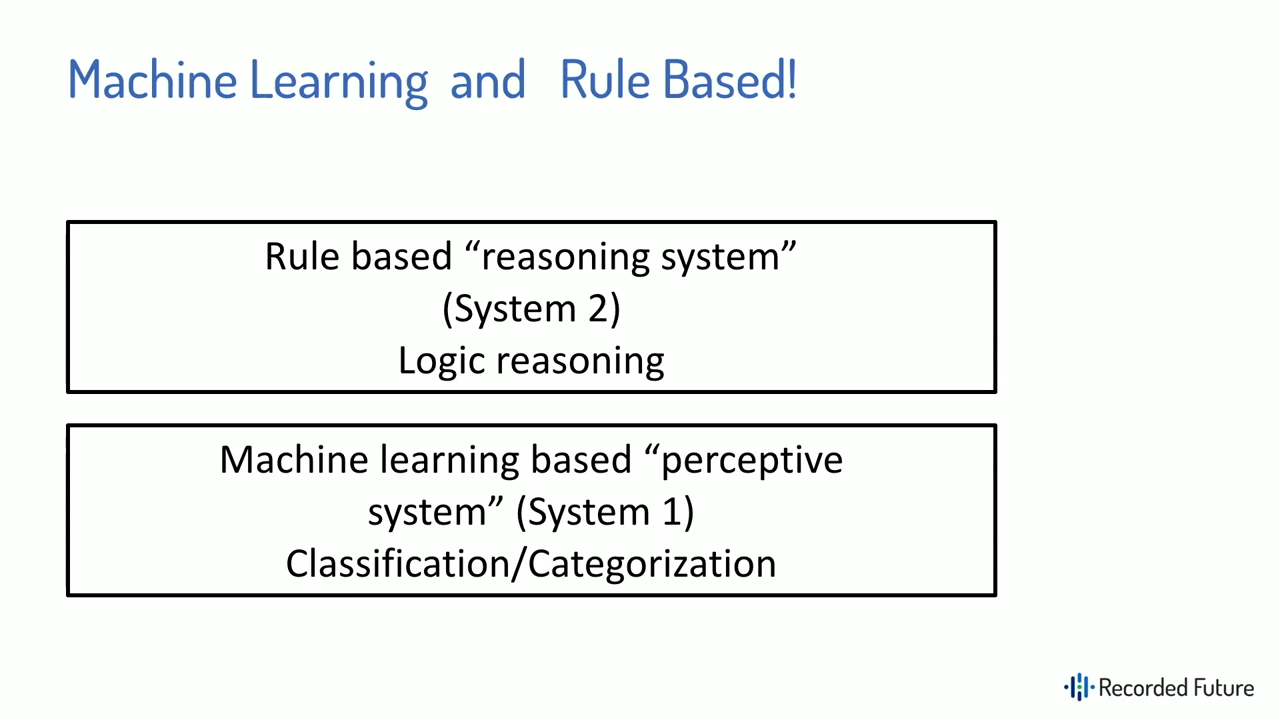 Machine Learning and Rule Based!
Rule based “reasoning system”
(System 2)
Logic reasoning
Machine learning based “perceptive
system” (System 1)
Classification/Categorization
Recorded Future